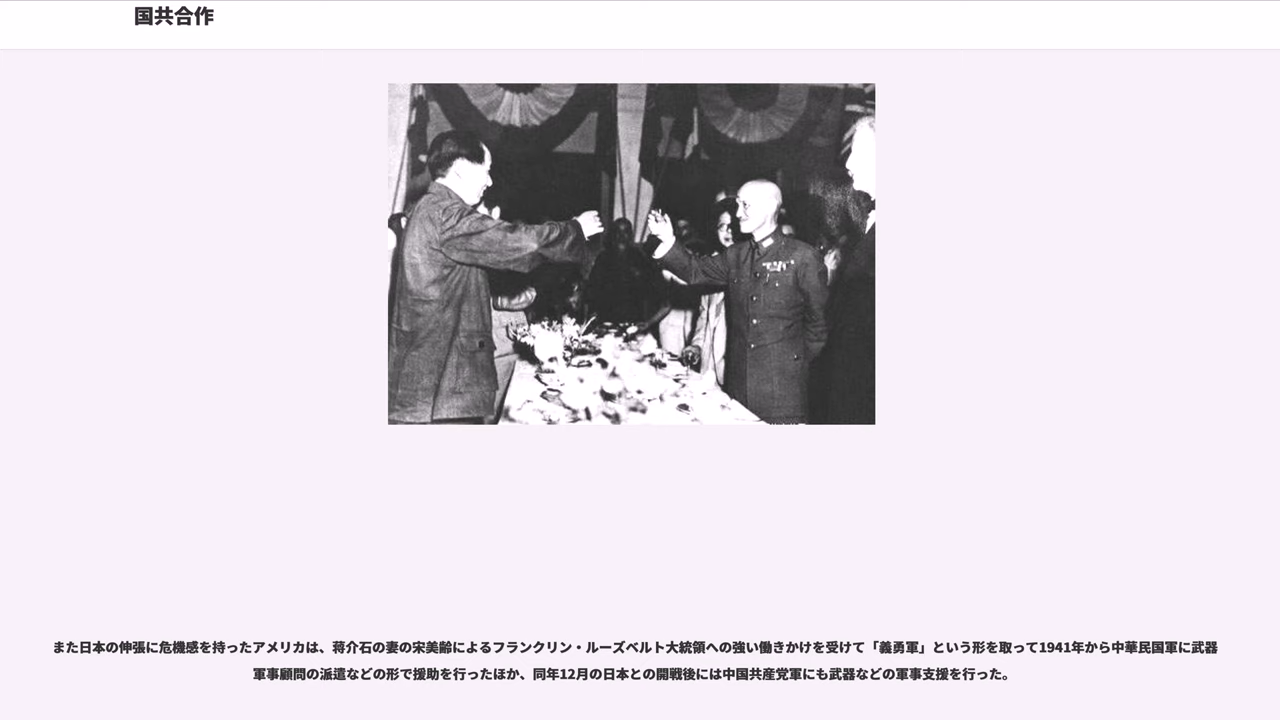 国共合作
また日本の伸張に危機感を持ったアメリカは、蒋介石の妻の宋美齢によるフランクリン・ルーズベルト大統領への強い働きかけを受けて「義勇軍」という形を取って1941年から中華民国軍に武器
軍事顧問の派遣などの形で援助を行ったほか、同年12月の日本との開戦後には中国共産党軍にも武器などの軍事支援を行った。